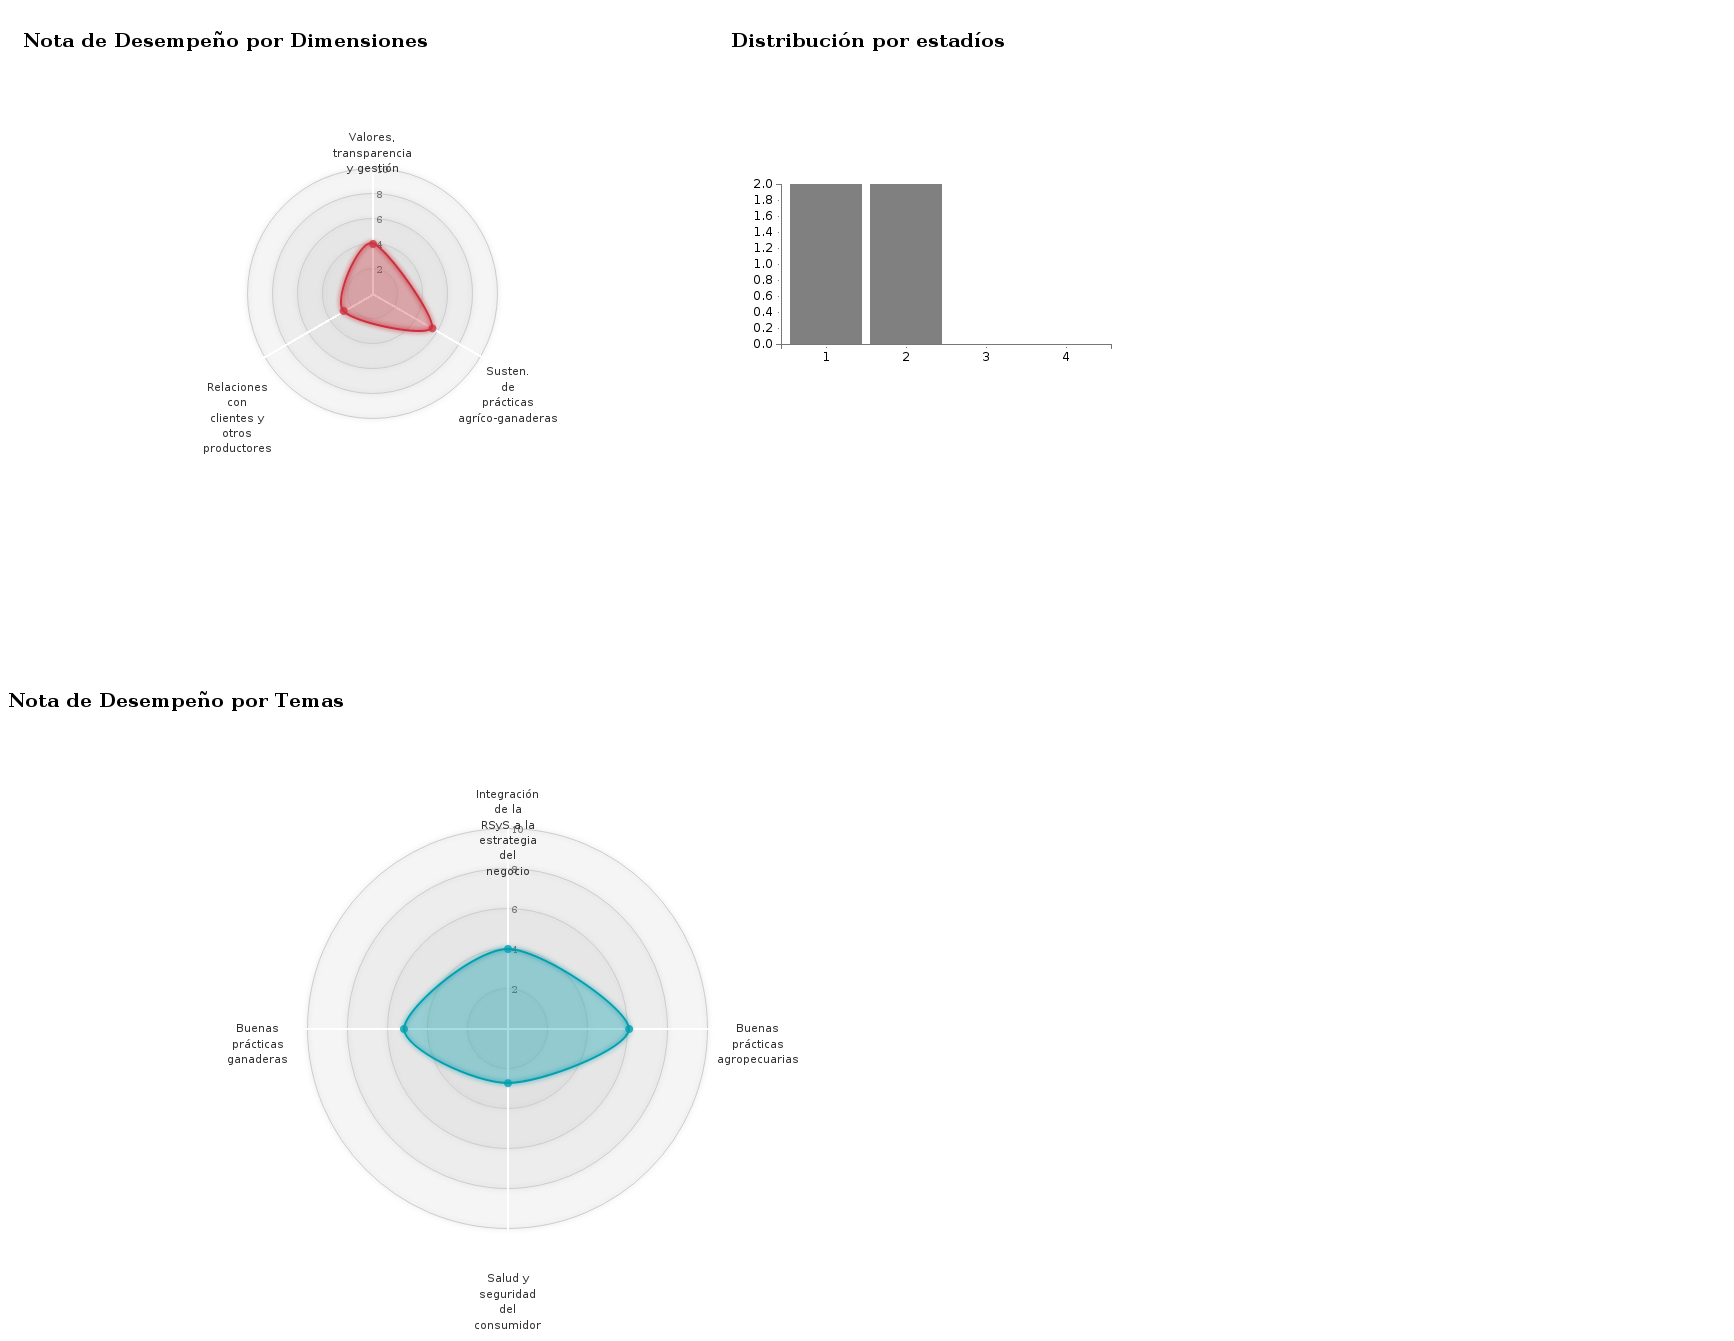 Nota de Desempeño por Dimensiones
Distribución por estadíos
Valores,
transparencia
y gestión
10
8
6
4
2
Susten.
de
prácticas
agríco-ganaderas
Relaciones
con
clientes y
otros
productores
2.0
1.8
1.6
1.4
1.2
1.0
0.8
0.6
0.4
0.2
0.0
1 2 3 4
Nota de Desempeño por Temas
Integración
de la
RSyS a la
estrategia
del
negocio
10
8
6
4
2
Buenas
prácticas
ganaderas
Buenas
prácticas
agropecuarias
Salud y
seguridad
del
consumidor